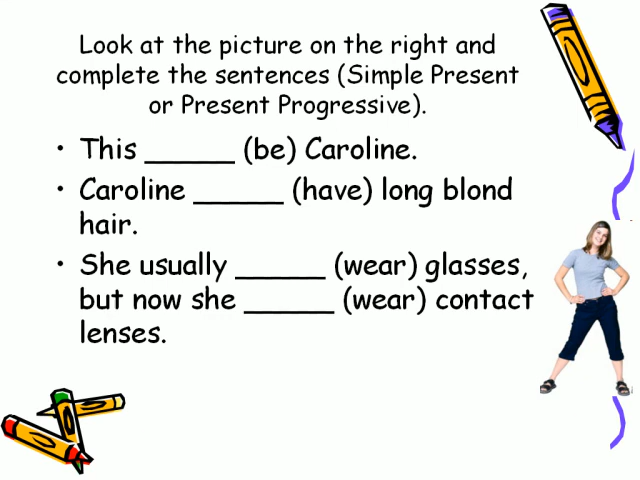 Look at the picture on the right and
complete the sentences (Simple Present
or Present Progressive).
• This _____ (be) Caroline.
• Caroline _____ (have) long blond
hair.
• She usually _____ (wear) glasses,
but now she _____ (wear) contact
lenses.